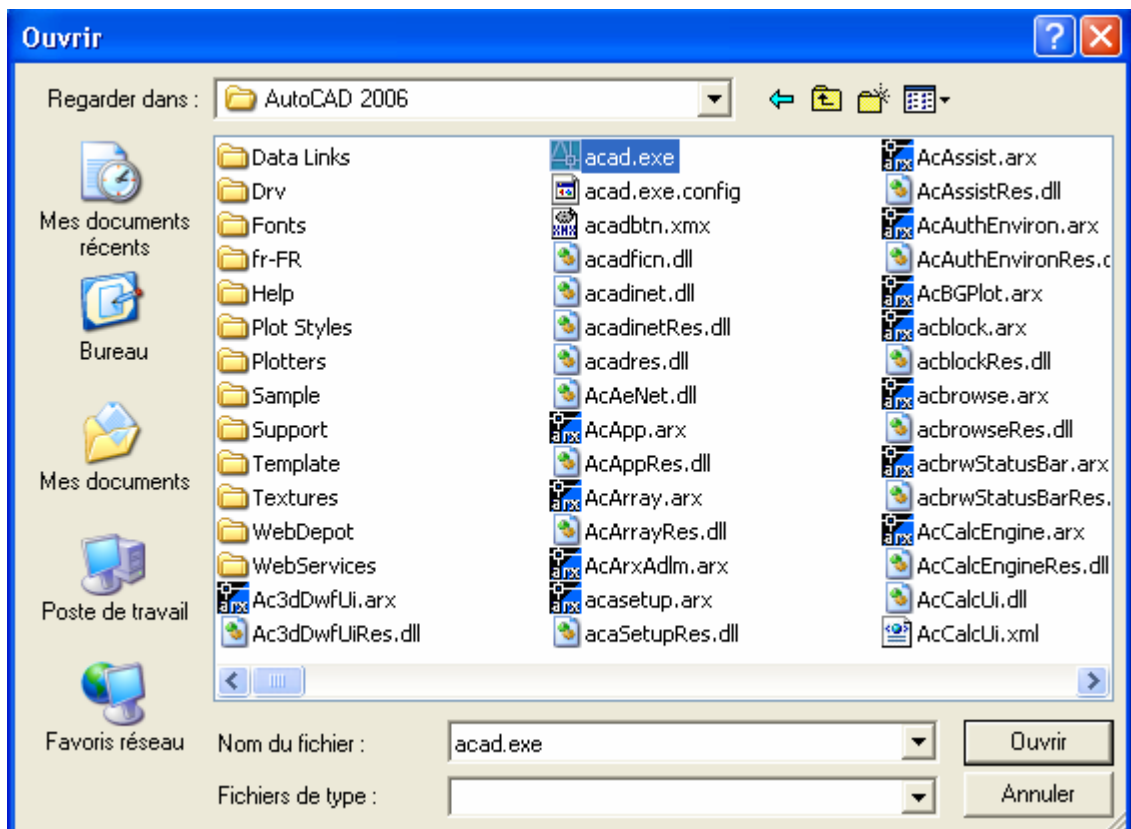 Ouvrir
Regarder dans :
AutoCAD 2006
Mes documents
récents
Bureau
Mes documents
Poste de travail
Favoris réseau
Data Links
Drv
Fonts
fr-FR
Help
Plot Styles
Plotters
Sample
Support
Template
Textures
WebDepot
WebServices
Ac3dDwfUi.arx
Ac3dDwfUiRes.dll
acad.exe
acad.exe.config
acadbtn.xmx
acadficn.dll
acadinet.dll
acadinetRes.dll
acadres.dll
AcAeNet.dll
AcApp.arx
AcAppRes.dll
AcArray.arx
AcArrayRes.dll
AcArxAdlm.arx
acasetup.arx
acaSetupRes.dll
AcAssist.arx
AcAssistRes.dll
AcAuthEnviron.arx
AcAuthEnvironRes.c
AcBGPlot.arx
acblock.arx
acblockRes.dll
acbrowse.arx
acbrowseRes.dll
acbrwStatusBar.arx
acbrwStatusBarRes.
AcCalcEngine.arx
AcCalcEngineRes.dll
AcCalcUi.dll
AcCalcUi.xml
Nom du fichier :
acad.exe
Ouvrir
Fichiers de type :
Annuler